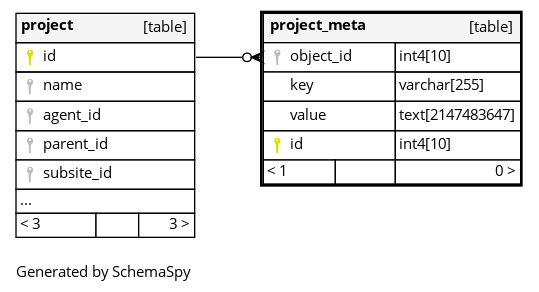 project [table]
id
name
agent_id
parent_id
subsite_id
...
< 3 3 >
project_meta [table]
object_id int4[10]
key varchar[255]
value text[2147483647]
id int4[10]
< 1 0 >
Generated by SchemaSpy